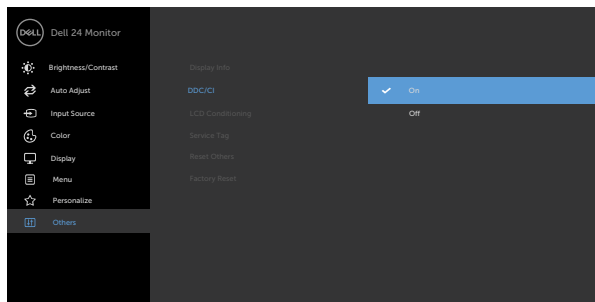 DELL Dell 24 Monitor
Brightness/Contrast
Display Info
Auto Adjust
DDC/CI
On
Input Source
LCD Conditioning
Off
Color
Service Tag
Display
Reset Others
Menu
Factory Reset
Personalize
Others